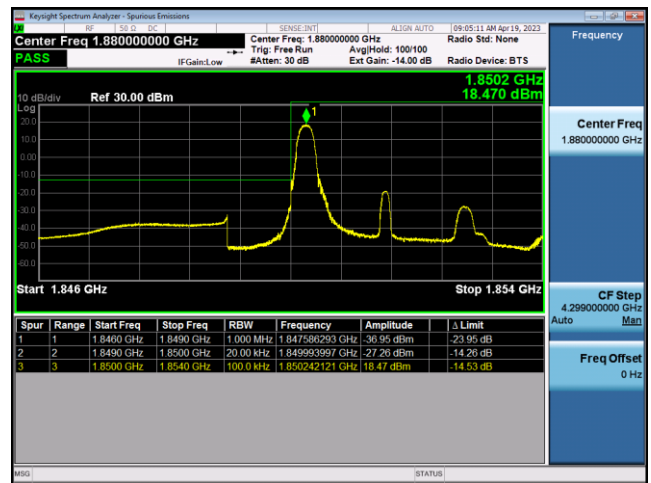 Keysight Spectrum Analyzer - Spurious Emissions
RF 50 Ω DC SENSE:INT ALIGN AUTO 09:05:11 AM Apr 19, 2023
Center Freq 1.880000000 GHz
Center Freq: 1.880000000 GHz Radio Std: None
Trig: Free Run Avg|Hold: 100/100
PASS IFGain:Low #Atten: 30 dB Ext Gain: -14.00 dB Radio Device: BTS
1.8502 GHz
18.470 dBm
10 dB/div Ref 30.00 dBm
Log
20.0
10.0
0.00
-10.0
-20.0
-30.0
-40.0
-50.0
-60.0
1
Start 1.846 GHz Stop 1.854 GHz
Spur Range Start Freq Stop Freq RBW Frequency Amplitude Δ Limit
1 1 1.8460 GHz 1.8490 GHz 1.000 MHz 1.847586293 GHz -36.95 dBm -23.95 dB
2 2 1.8490 GHz 1.8500 GHz 20.00 kHz 1.849993997 GHz -27.26 dBm -14.26 dB
3 3 1.8500 GHz 1.8540 GHz 100.0 kHz 1.850242121 GHz 18.47 dBm -14.53 dB
Frequency
Center Freq
1.880000000 GHz
CF Step
4.299000000 GHz
Auto Man
Freq Offset
0 Hz
MSG STATUS